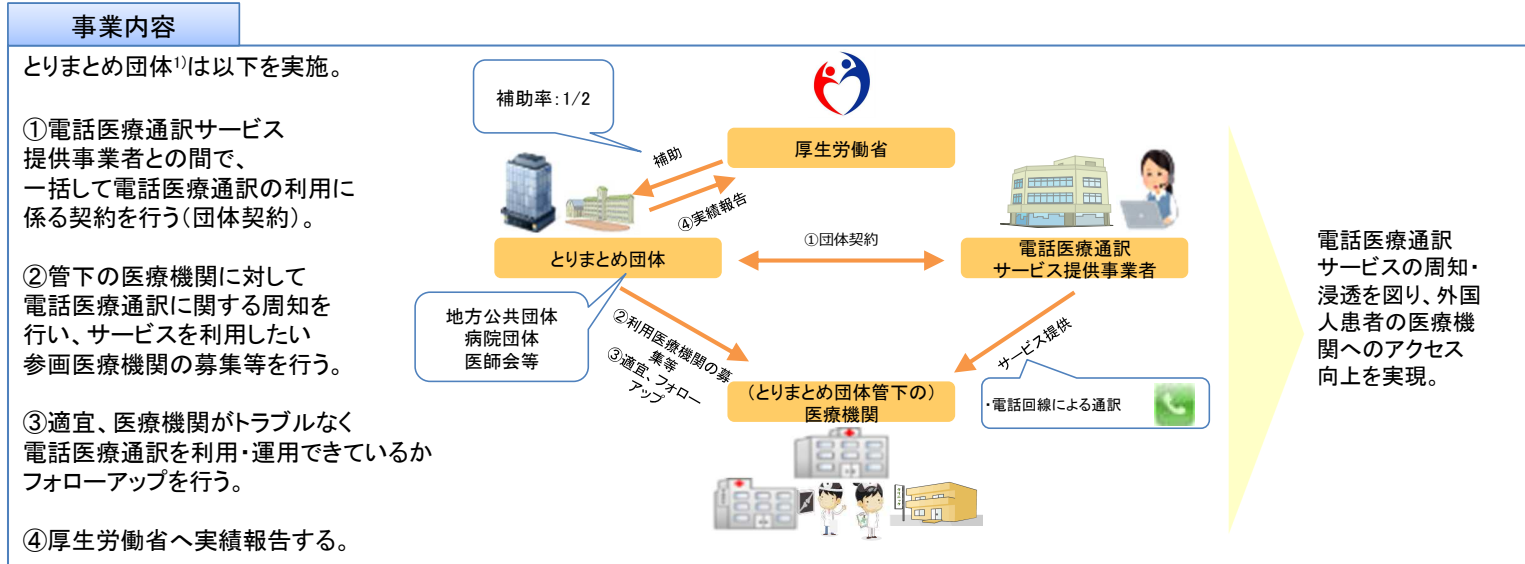 事業内容
とりまとめ団体1)は以下を実施。
①電話医療通訳サービス
提供事業者との間で、
一括して電話医療通訳の利用に
係る契約を行う(団体契約)。
②管下の医療機関に対して
電話医療通訳に関する周知を
行い、サービスを利用したい
参画医療機関の募集等を行う。
③適宜、医療機関がトラブルなく
電話医療通訳を利用・運用できているか
フォローアップを行う。
④厚生労働省へ実績報告する。
補助率:1/2
厚生労働省
補助
④実績報告
とりまとめ団体
①団体契約
電話医療通訳
サービス提供事業者
地方公共団体
病院団体
医師会等
②利用医療機関の募
集等
③適宜、フォロー
アップ
サービス提供
・電話回線による通訳
(とりまとめ団体管下の)
医療機関
電話医療通訳
サービスの周知・
浸透を図り、外国
人患者の医療機
関へのアクセス
向上を実現。